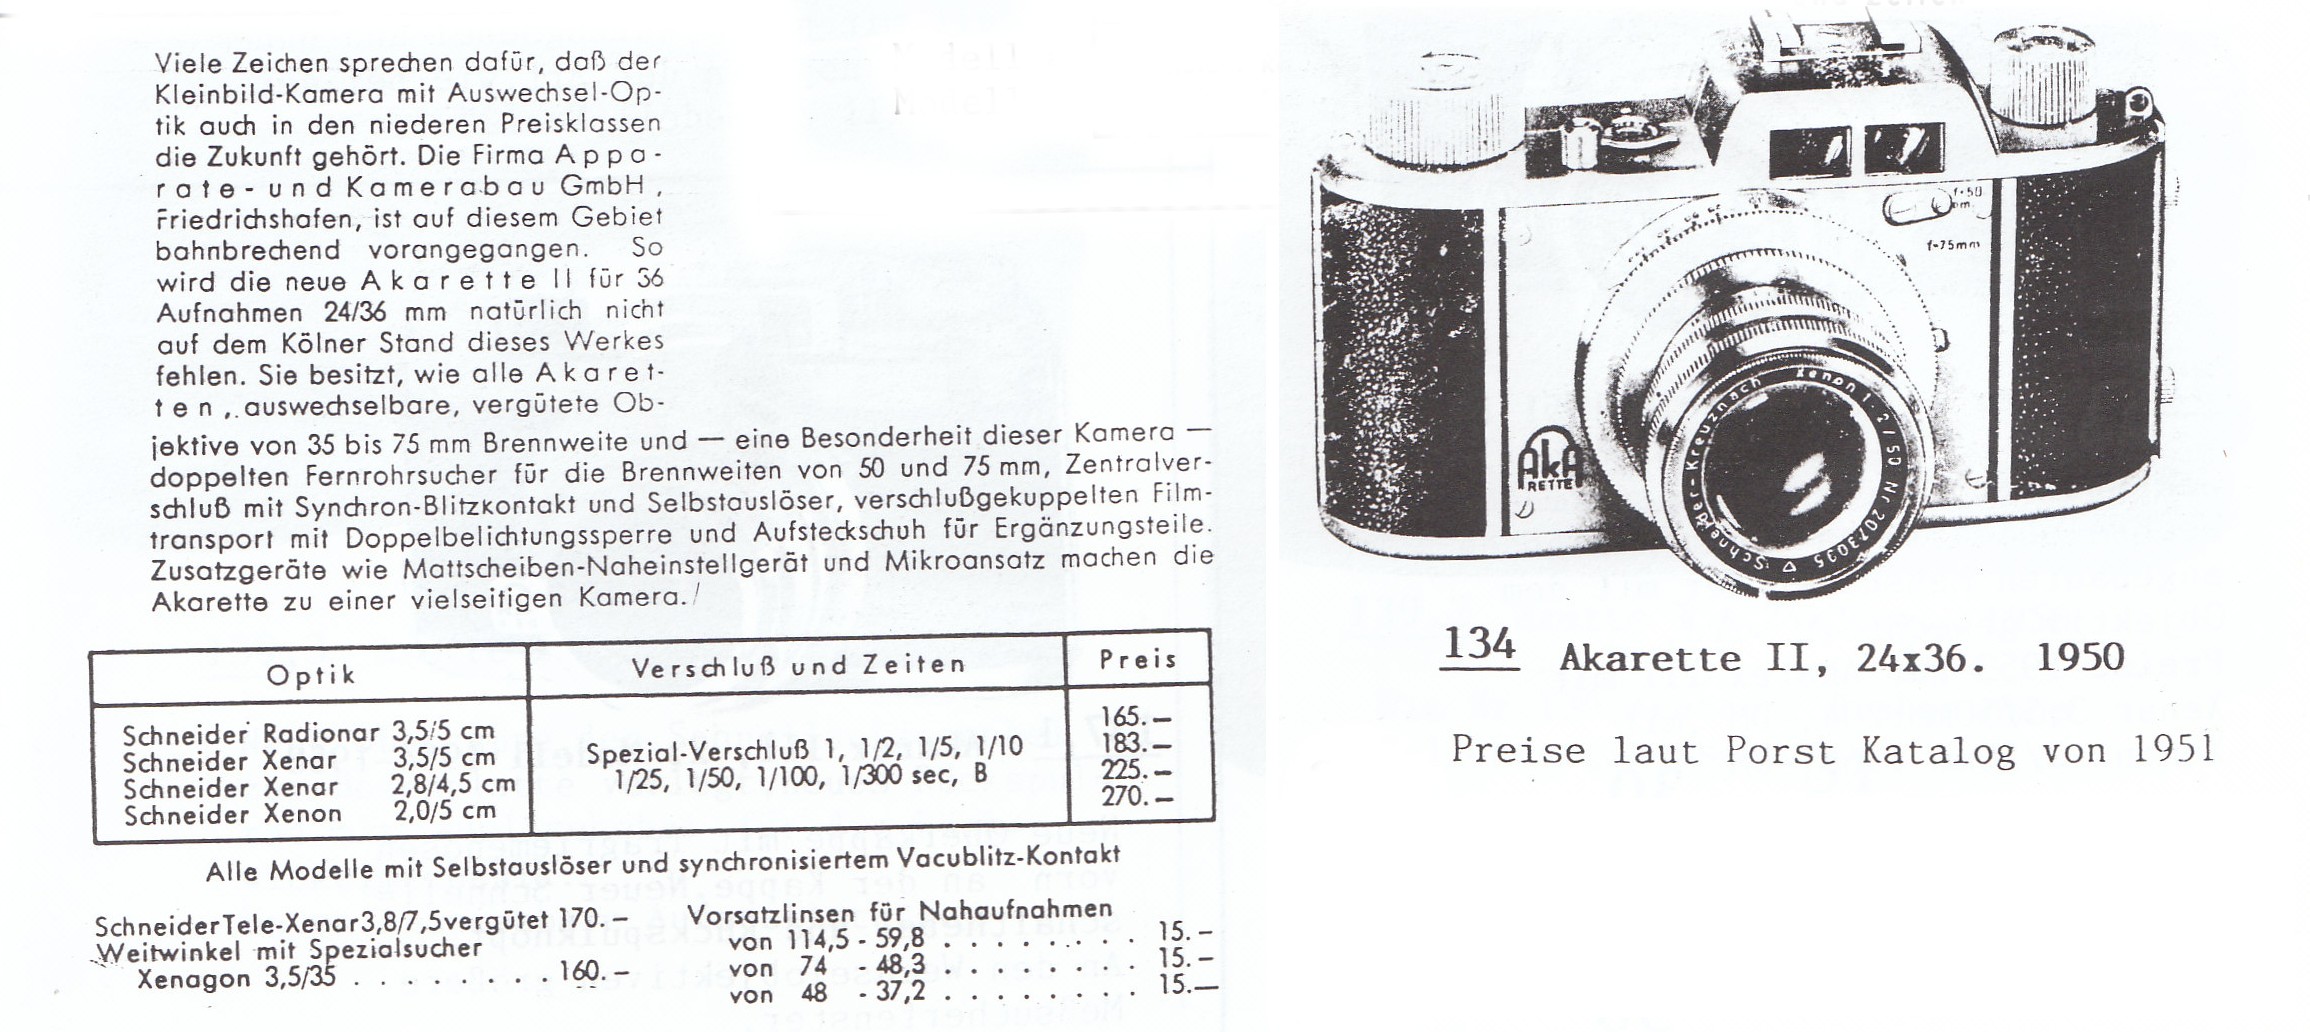 Viele Zeichen sprechen dafür, daß der
Kleinbild-Kamera mit Auswechsel-Op-
tik auch in den niederen Preisklassen
die Zukunft gehört. Die Firma Appa-
rate- und Kamerabau GmbH,
Friedrichshafen, ist auf diesem Gebiet
bahnbrechend vorangegangen. So
wird die neue Akarette II für 36
Aufnahmen 24/36 mm natürlich nicht
auf dem Kölner Stand dieses Werkes
fehlen. Sie besitzt, wie alle Akaret-
ten, auswechselbare, vergütete Ob-
jektive von 35 bis 75 mm Brennweite und — eine Besonderheit dieser Kamera —
doppelten Fernrohrsucher für die Brennweiten von 50 und 75 mm, Zentralver-
schluß mit Synchron-Blitzkontakt und Selbstauslöser, verschlußgekuppelten Film-
transport mit Doppelbelichtungssperre und Aufsteckschuh für Ergänzungsteile.
Zusatzgeräte wie Mattscheiben-Naheinstellgerät und Mikroansatz machen die
Akarette zu einer vielseitigen Kamera./
Optik Verschluß und Zeiten Preis
Schneider Radionar 3,5/5 cm 165.—
Schneider Xenar 3,5/5 cm 183.—
Schneider Xenar 2,8/4,5 cm 225.—
Schneider Xenon 2,0/5 cm 270.—
Spezial-Verschluß 1, 1/2, 1/5, 1/10
1/25, 1/50, 1/100, 1/300 sec, B
Alle Modelle mit Selbstauslöser und synchronisiertem Vacublitz-Kontakt
Schneider Tele-Xenar 3,8/7,5 vergütet 170.—
Weitwinkel mit Spezialsucher
Xenagon 3,5/35 . . . . . . . 160.—
Vorsatzlinsen für Nahaufnahmen
von 114,5 - 59,8 . . . . . . . . . 15.—
von 74 - 48,3 . . . . . . . . . 15.—
von 48 - 37,2 . . . . . . . . . 15.—
f=50
f=75mm
AkA
RETTE
Schneider-Kreuznach Xenon 1:2/50 Nr
134 Akarette II, 24x36. 1950
Preise laut Porst Katalog von 1951